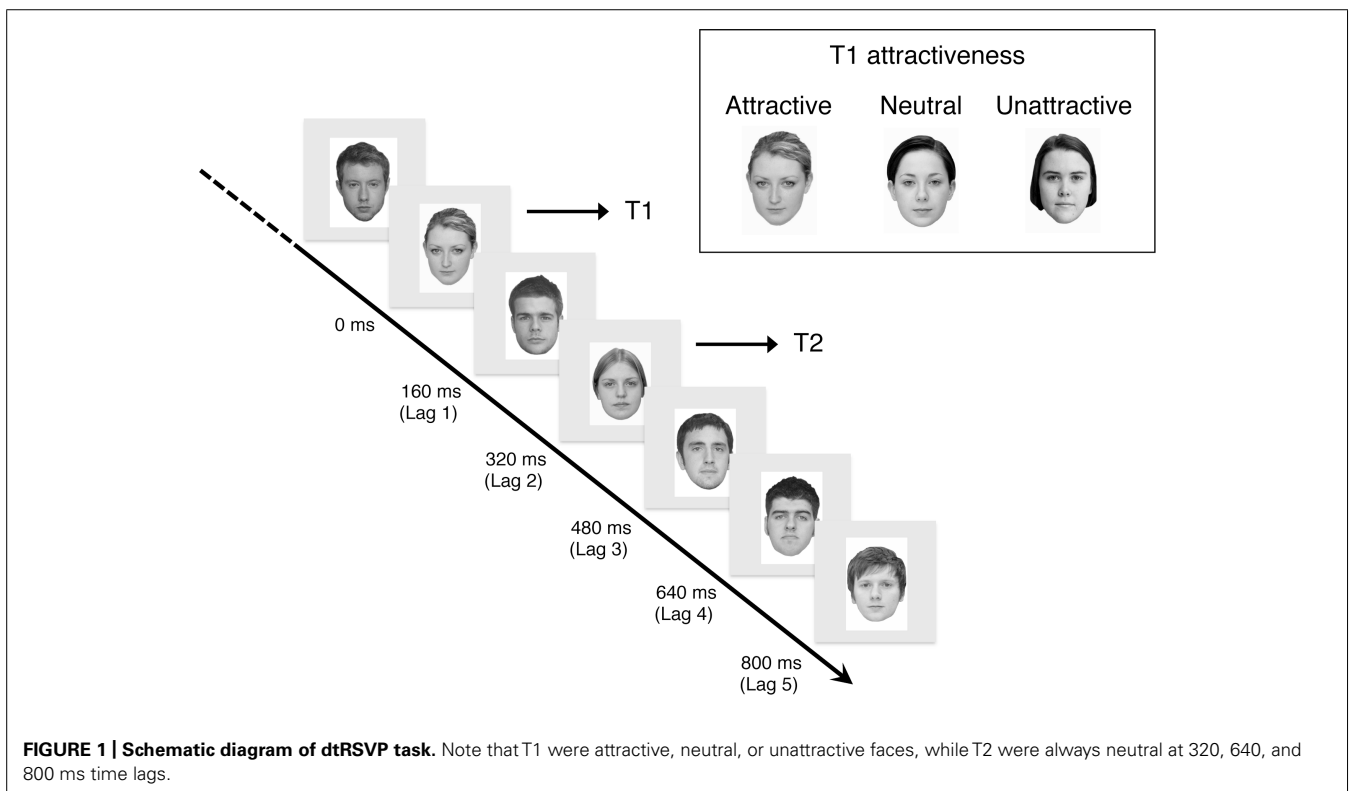 T1 attractiveness
Attractive Neutral Unattractive
T1
0 ms
T2
160 ms
(Lag 1)
320 ms
(Lag 2)
480 ms
(Lag 3)
640 ms
(Lag 4)
800 ms
(Lag 5)
FIGURE 1 | Schematic diagram of dtRSVP task. Note that T1 were attractive, neutral, or unattractive faces, while T2 were always neutral at 320, 640, and
800 ms time lags.